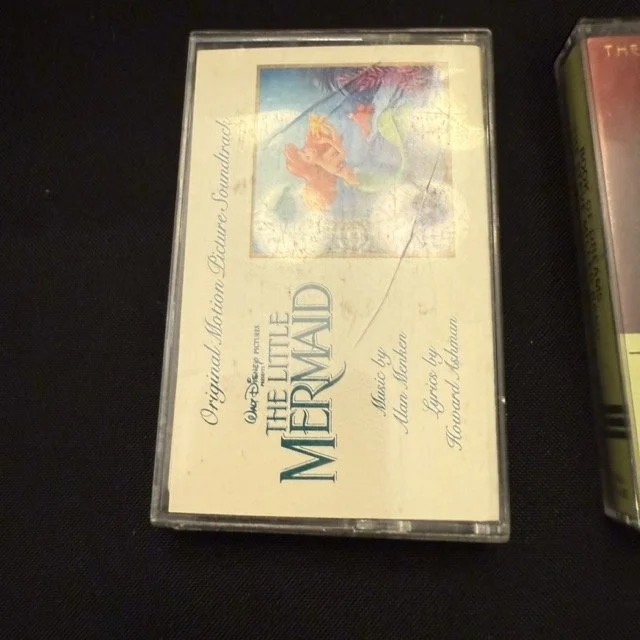 Original Motion Picture Soundtrack
WALT DISNEY PICTURES
PRESENTS
THE LITTLE
MERMAID
Music by
Alan Menken
Lyrics by
Howard Ashman
THE